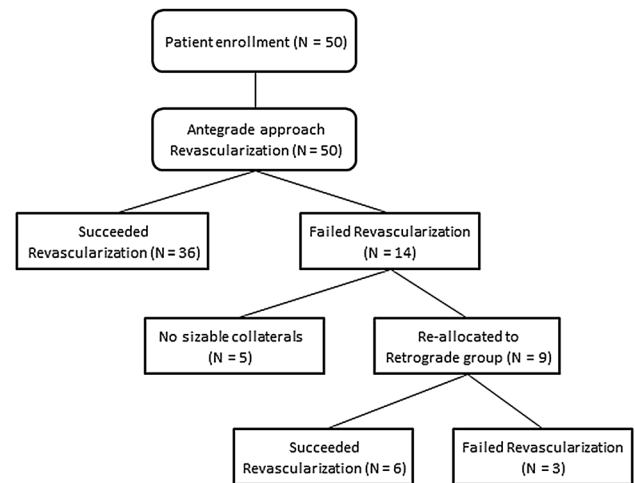 Patient enrollment (N = 50)
Antegrade approach
Revascularization (N = 50)
Succeeded
Revascularization (N = 36)
Failed Revascularization
(N = 14)
No sizable collaterals
(N = 5)
Re-allocated to
Retrograde group (N = 9)
Succeeded
Revascularization (N = 6)
Failed Revascularization
(N = 3)